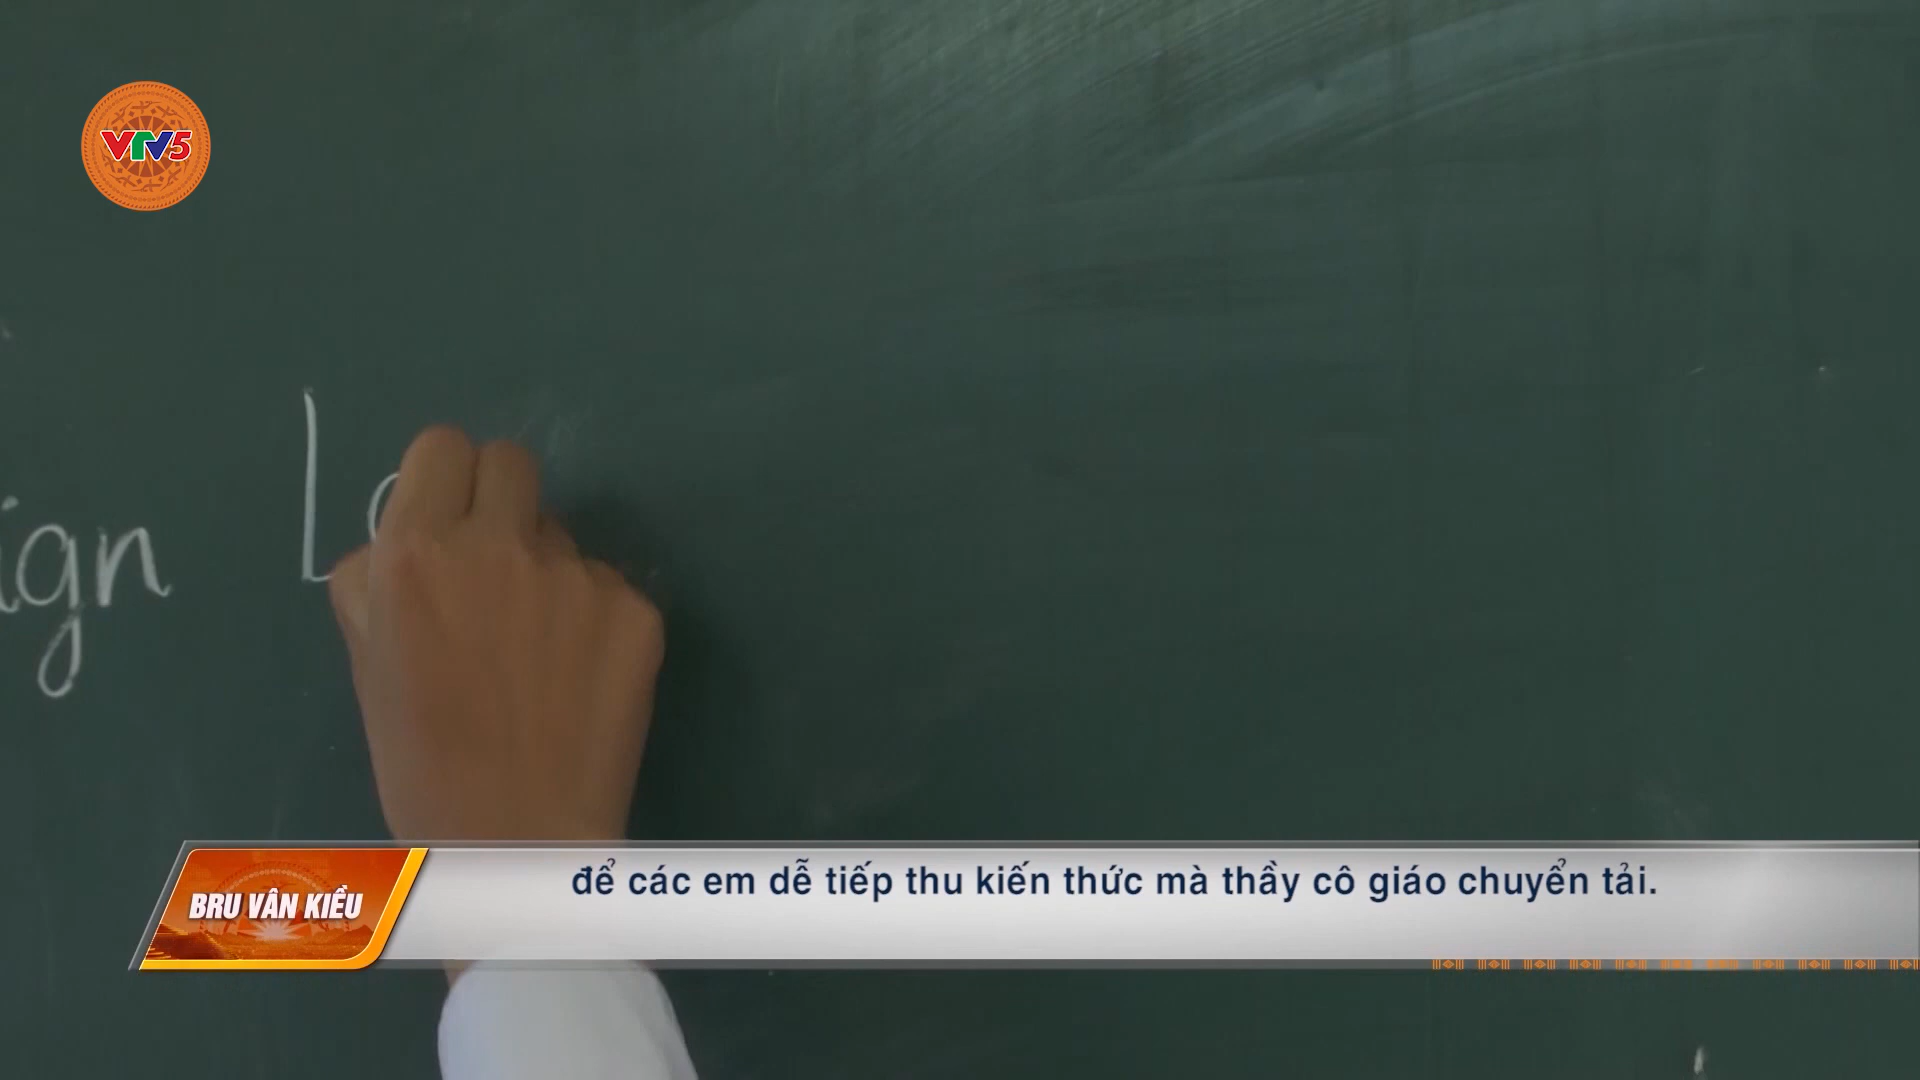 VTV5
ign L
BRU VÂN KIỀU
để các em dễ tiếp thu kiến thức mà thầy cô giáo chuyển tải.